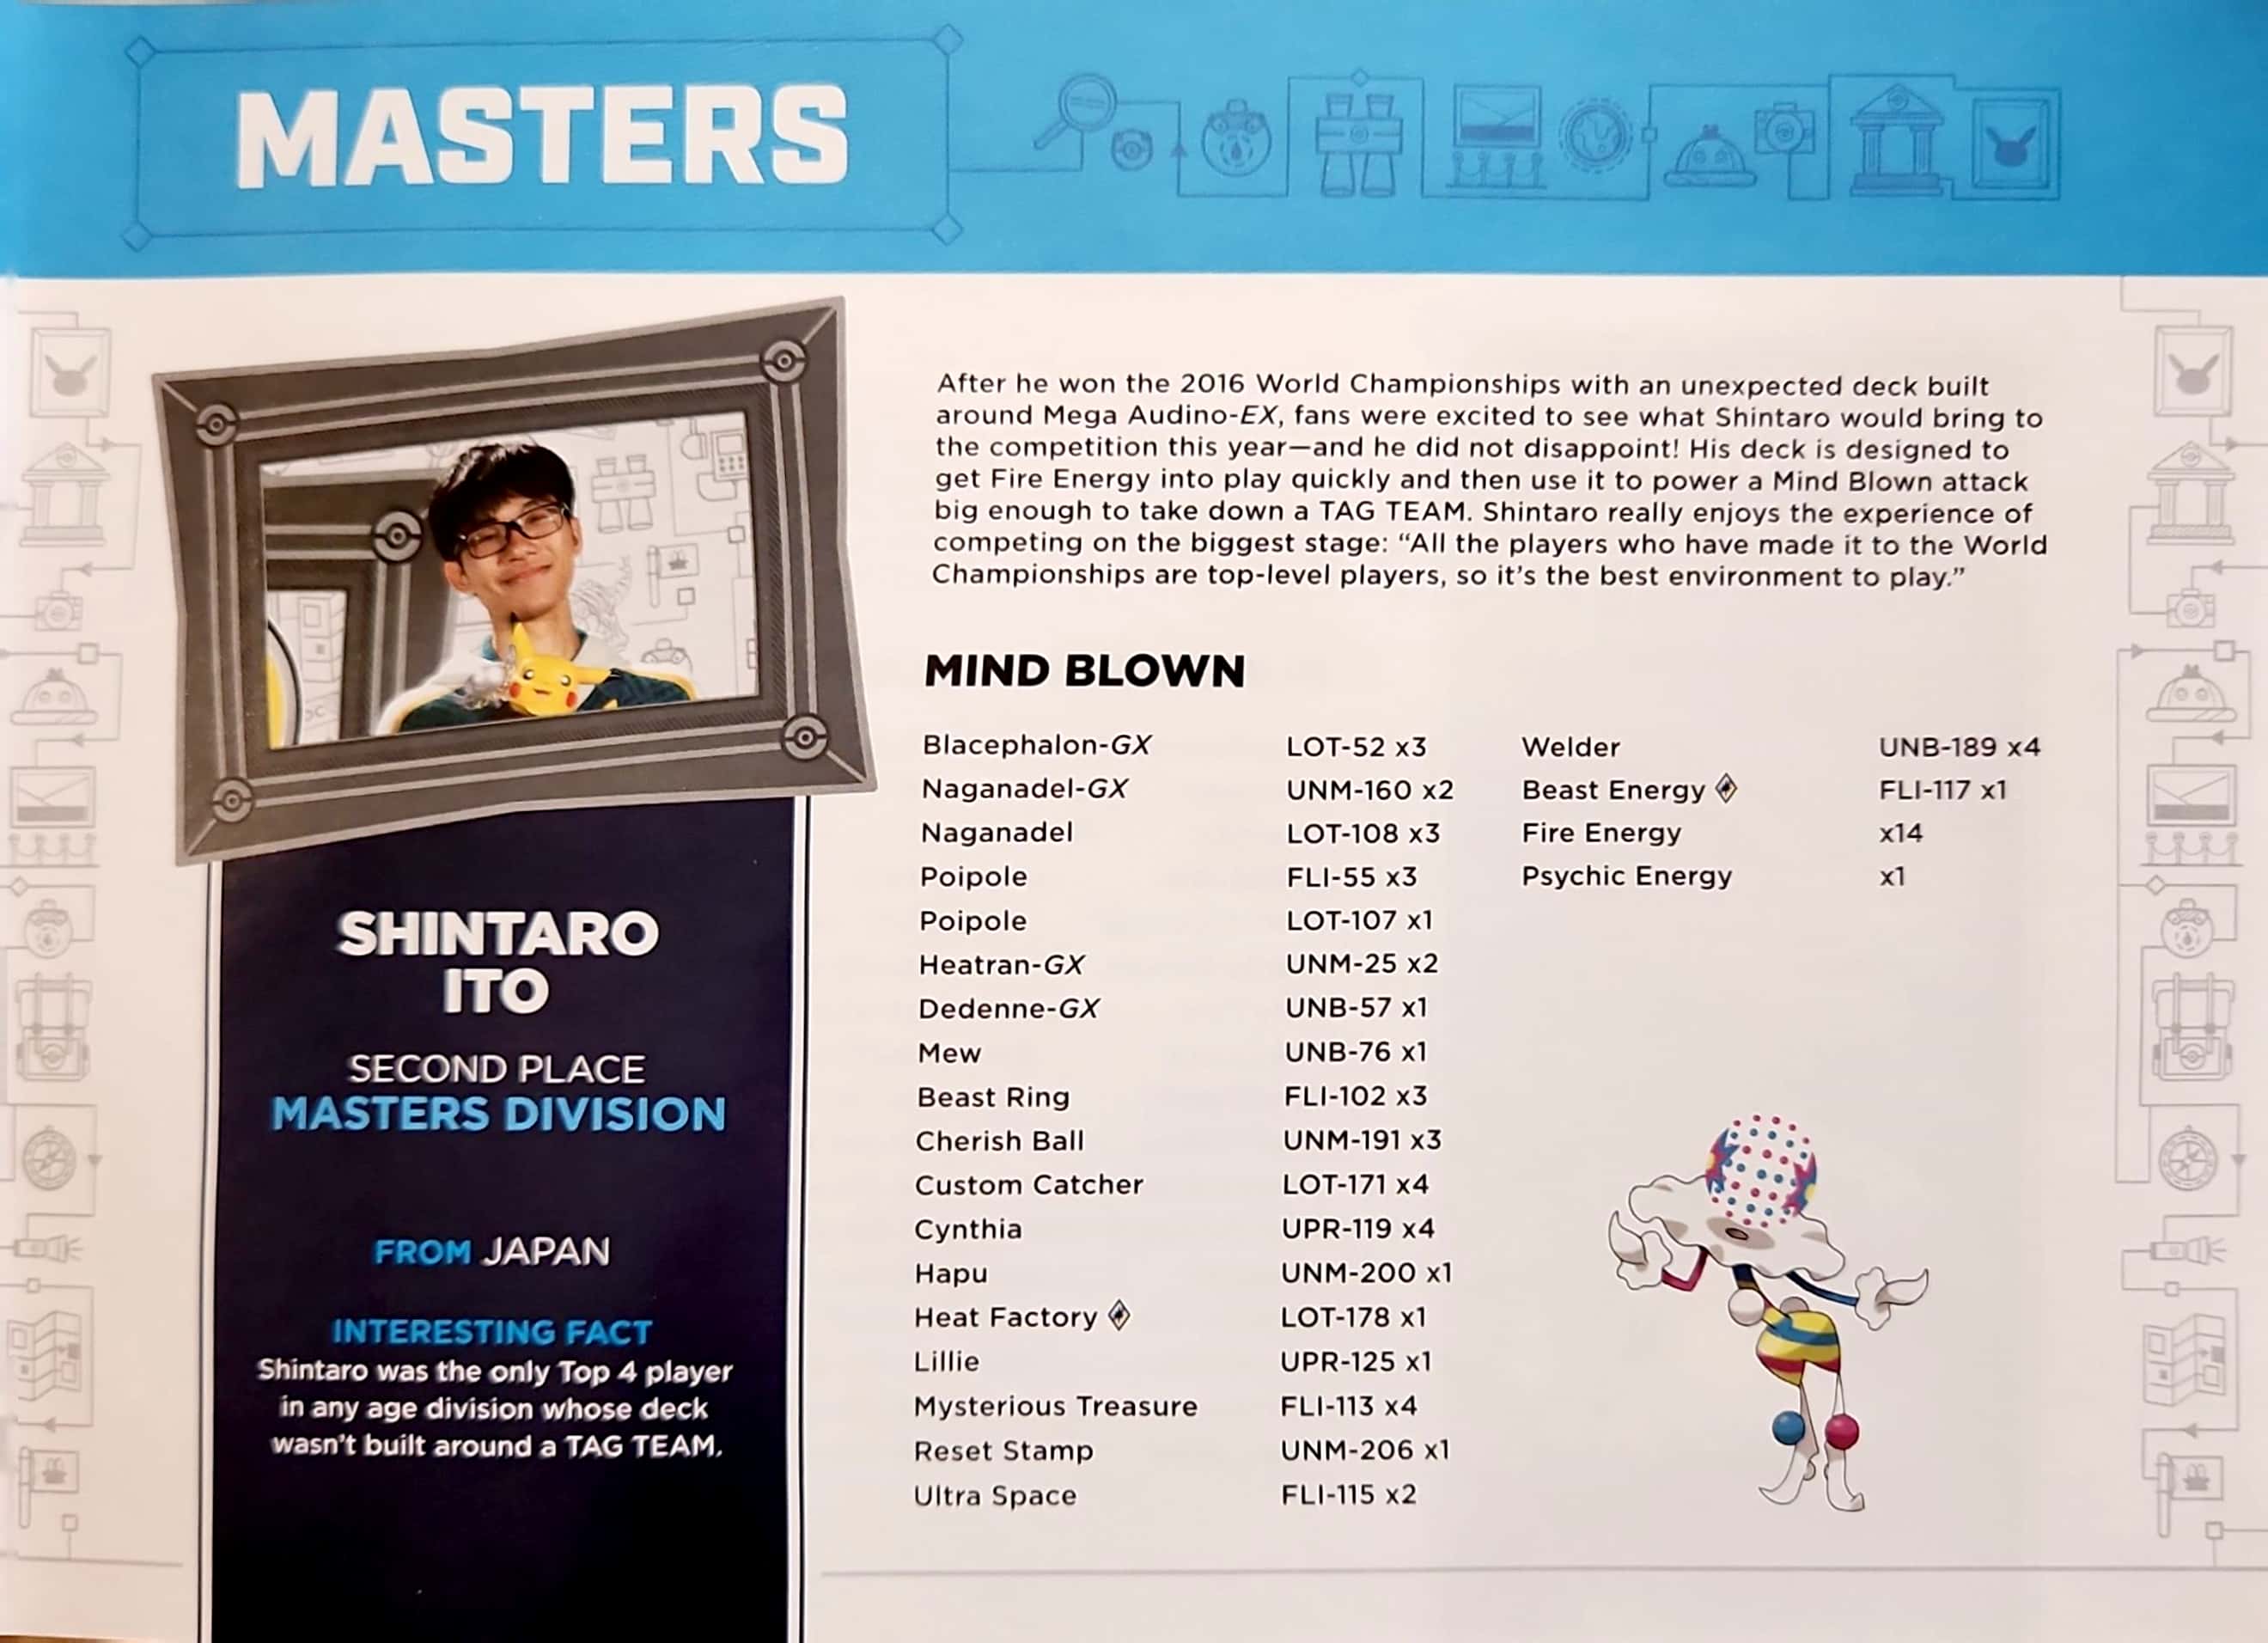 MASTERS
After he won the 2016 World Championships with an unexpected deck built
around Mega Audino-EX, fans were excited to see what Shintaro would bring to
the competition this year—and he did not disappoint! His deck is designed to
get Fire Energy into play quickly and then use it to power a Mind Blown attack
big enough to take down a TAG TEAM. Shintaro really enjoys the experience of
competing on the biggest stage: “All the players who have made it to the World
Championships are top-level players, so it’s the best environment to play.”
SHINTARO
ITO
SECOND PLACE
MASTERS DIVISION
FROM JAPAN
INTERESTING FACT
Shintaro was the only Top 4 player
in any age division whose deck
wasn’t built around a TAG TEAM.
MIND BLOWN
Blacephalon-GX LOT-52 x3
Naganadel-GX UNM-160 x2
Naganadel LOT-108 x3
Poipole FLI-55 x3
Poipole LOT-107 x1
Heatran-GX UNM-25 x2
Dedenne-GX UNB-57 x1
Mew UNB-76 x1
Beast Ring FLI-102 x3
Cherish Ball UNM-191 x3
Custom Catcher LOT-171 x4
Cynthia UPR-119 x4
Hapu UNM-200 x1
Heat Factory LOT-178 x1
Lillie UPR-125 x1
Mysterious Treasure FLI-113 x4
Reset Stamp UNM-206 x1
Ultra Space FLI-115 x2
Welder UNB-189 x4
Beast Energy FLI-117 x1
Fire Energy x14
Psychic Energy x1